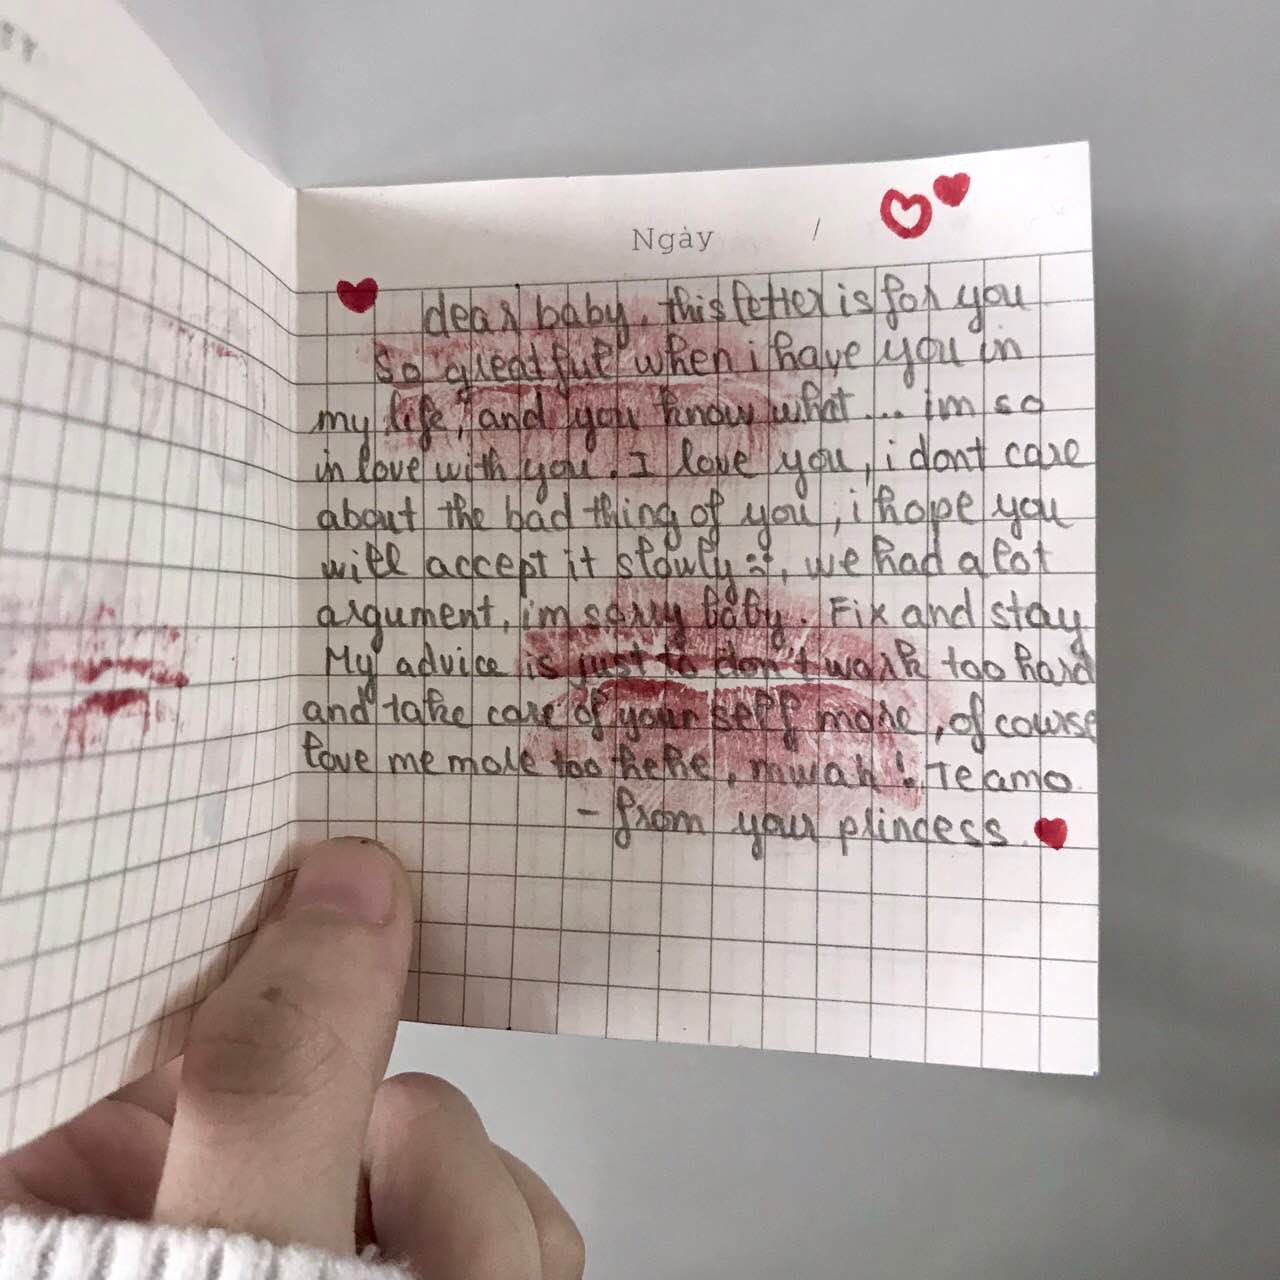 Ngày /
dear baby, this letter is for you
so greatful when i have you in
my life, and you know what... im so
in love with you. I love you, i dont care
about the bad thing of you, i hope you
will accept it slowly :<, we had a lot
argument, im sorry baby. Fix and stay
My advice is just to don't work too hard
and take care of your self more, of course
love me more too hehe, mwah! Te amo
- from your princess